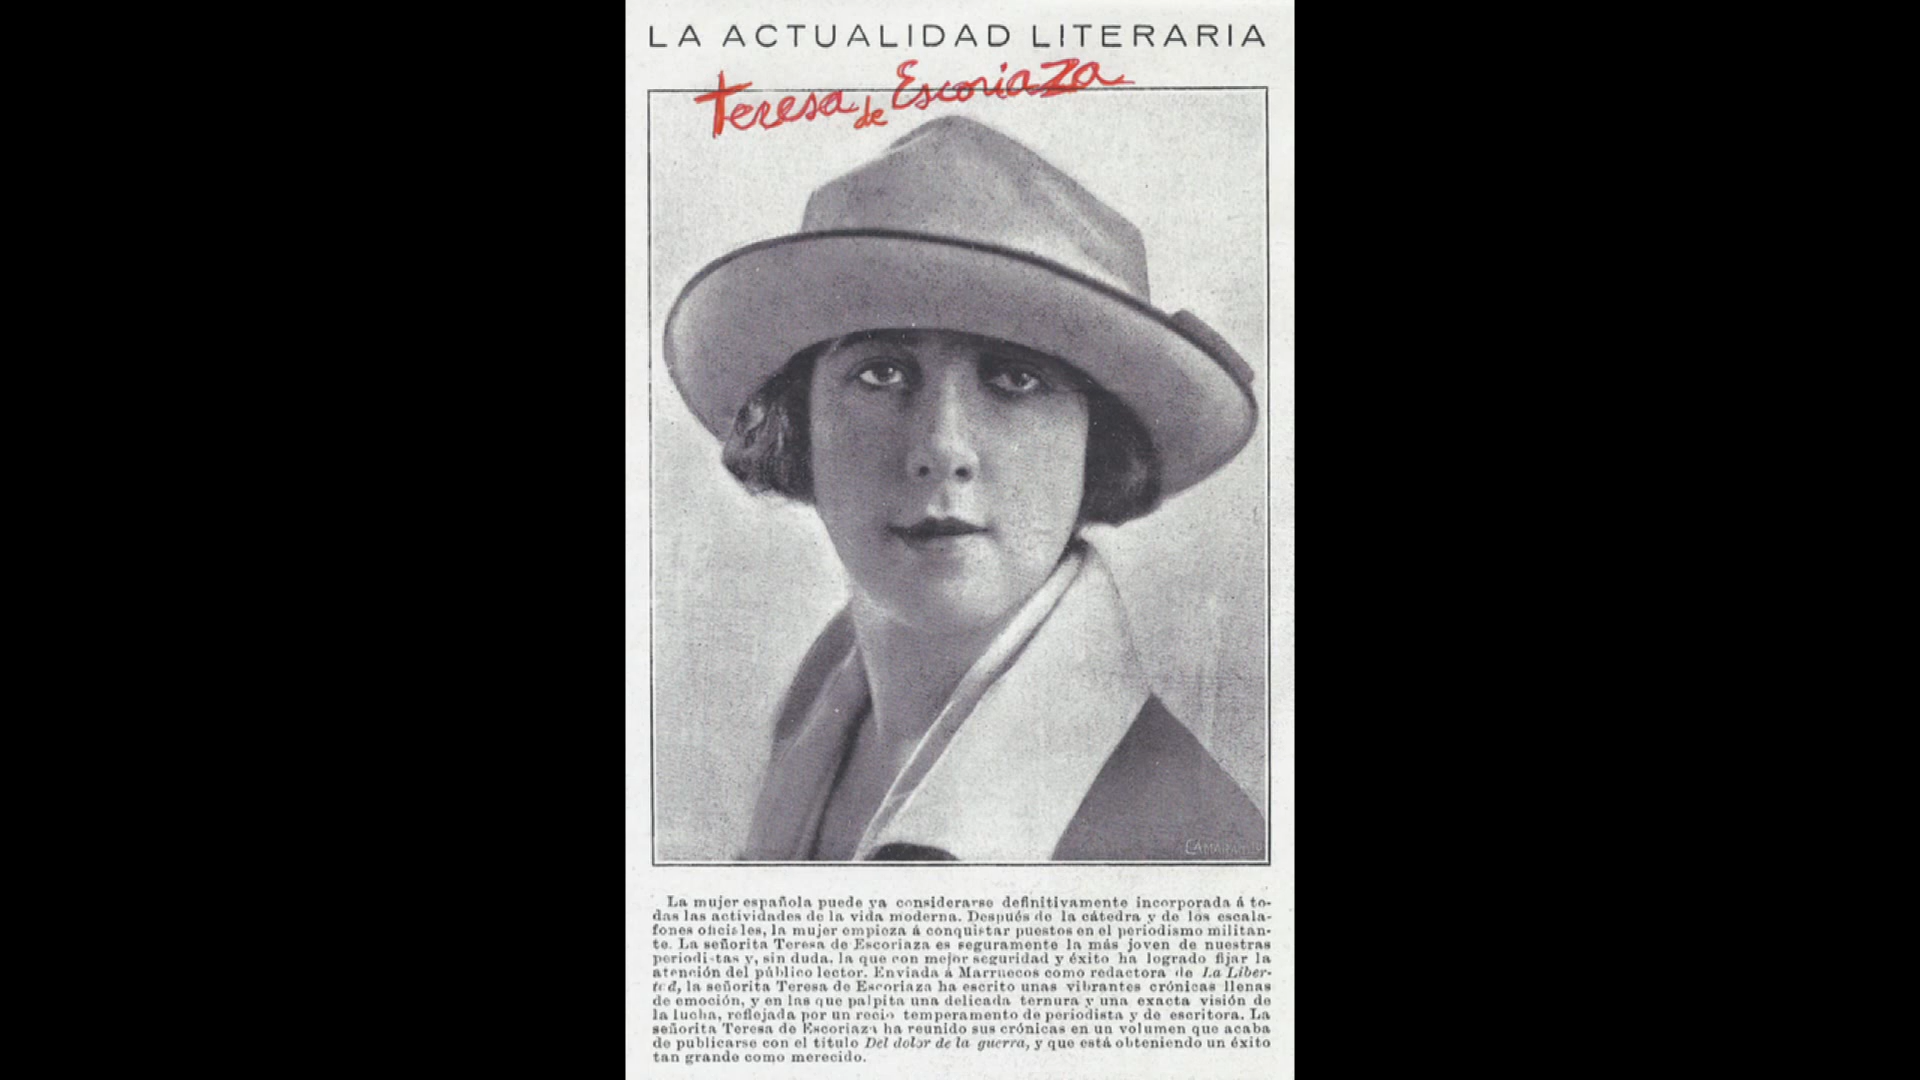 LA ACTUALIDAD LITERARIA
Teresa de Escoriaza
La mujer española puede ya considerarse definitivamente incorporada á to-
das las actividades de la vida moderna. Después de la cátedra y de los escala-
fones oficiales, la mujer empieza á conquistar puestos en el periodismo militan-
te. La señorita Teresa de Escoriaza es seguramente la más joven de nuestras
periodistas y, sin duda, la que con mejor seguridad y éxito ha logrado fijar la
atención del público lector. Enviada á Marruecos como redactora de La Liber-
tad, la señorita Teresa de Escoriaza ha escrito unas vibrantes crónicas llenas
de emoción, y en las que palpita una delicada ternura y una exacta visión de
la lucha, reflejada por un recio temperamento de periodista y de escritora. La
señorita Teresa de Escoriaza ha reunido sus crónicas en un volumen que acaba
de publicarse con el título Del dolor de la guerra, y que está obteniendo un éxito
tan grande como merecido.